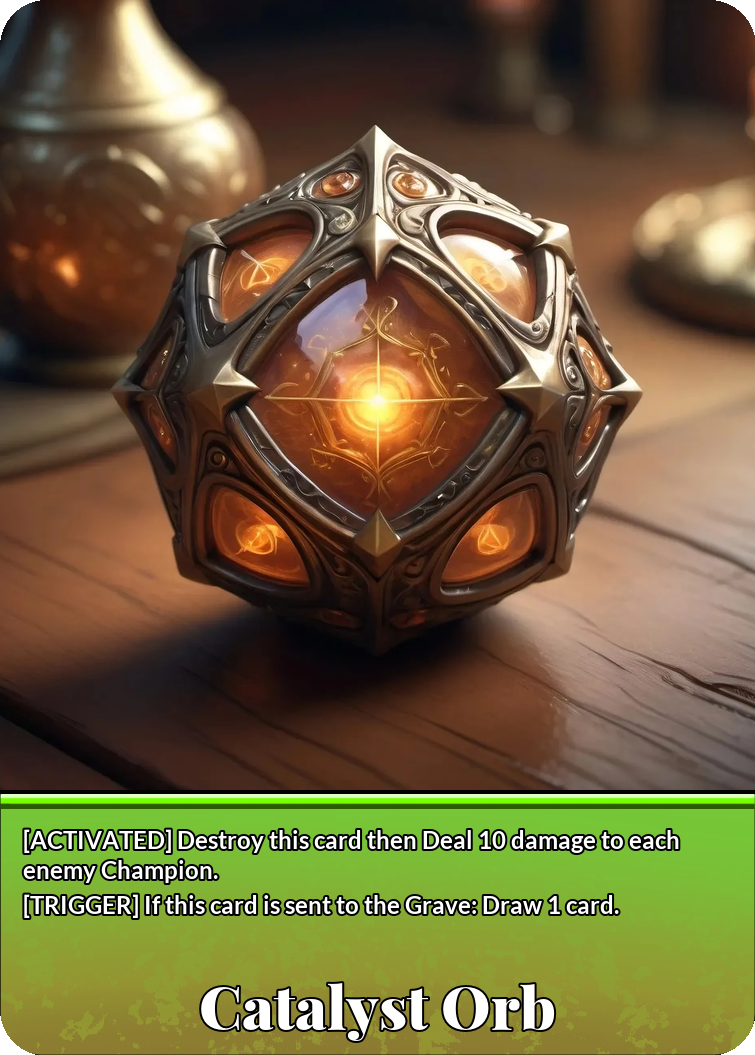 [ACTIVATED] Destroy this card then Deal 10 damage to each
enemy Champion.
[TRIGGER] If this card is sent to the Grave: Draw 1 card.
Catalyst Orb